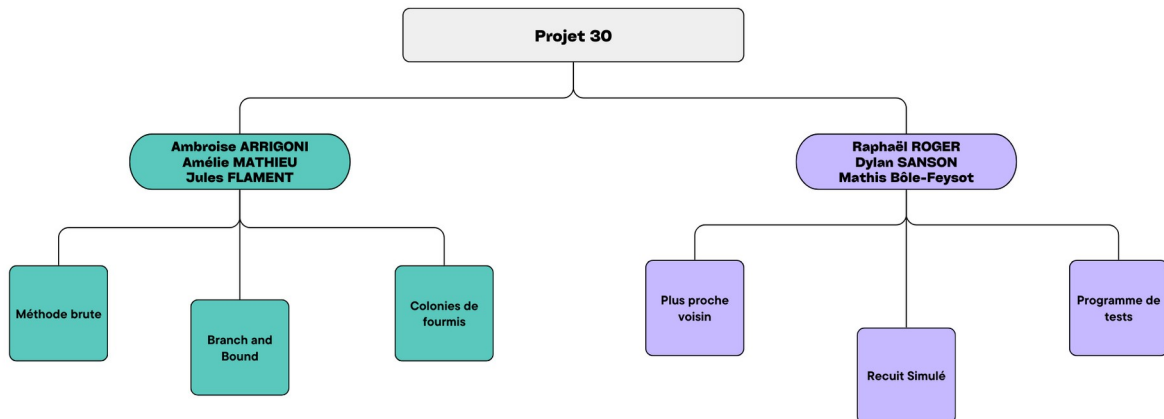 Projet 30
Ambroise ARRIGONI
Amélie MATHIEU
Jules FLAMENT
Raphaël ROGER
Dylan SANSON
Mathis Bôle-Feysot
Méthode brute
Branch and
Bound
Colonies de
fourmis
Plus proche
voisin
Recuit Simulé
Programme de
tests